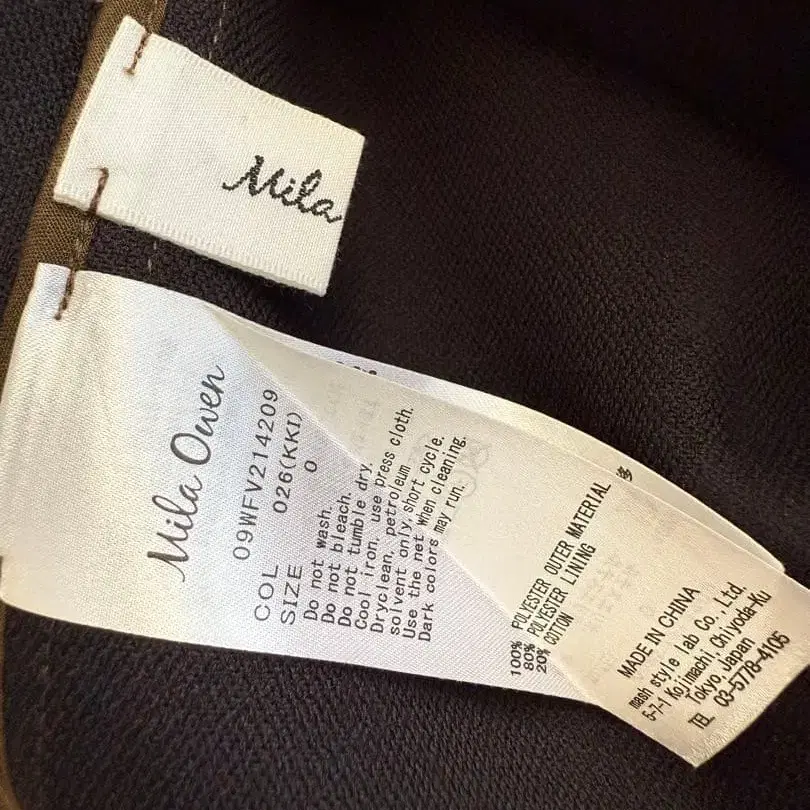 Mila
Mila Owen
09WFV214209
COL 026(KKI)
SIZE 0
Do not wash.
Do not bleach.
Do not tumble dry.
Cool iron, use press cloth.
Dryclean, petroleum
solvent only, short cycle.
Use the net when cleaning.
Dark colors may run.
100% POLYESTER OUTER MATERIAL
80% POLYESTER LINING
20% COTTON
MADE IN CHINA
mash style lab Co., Ltd.
5-7-1 Kojimachi, Chiyoda-Ku
Tokyo, Japan
TEL 03-5778-4105